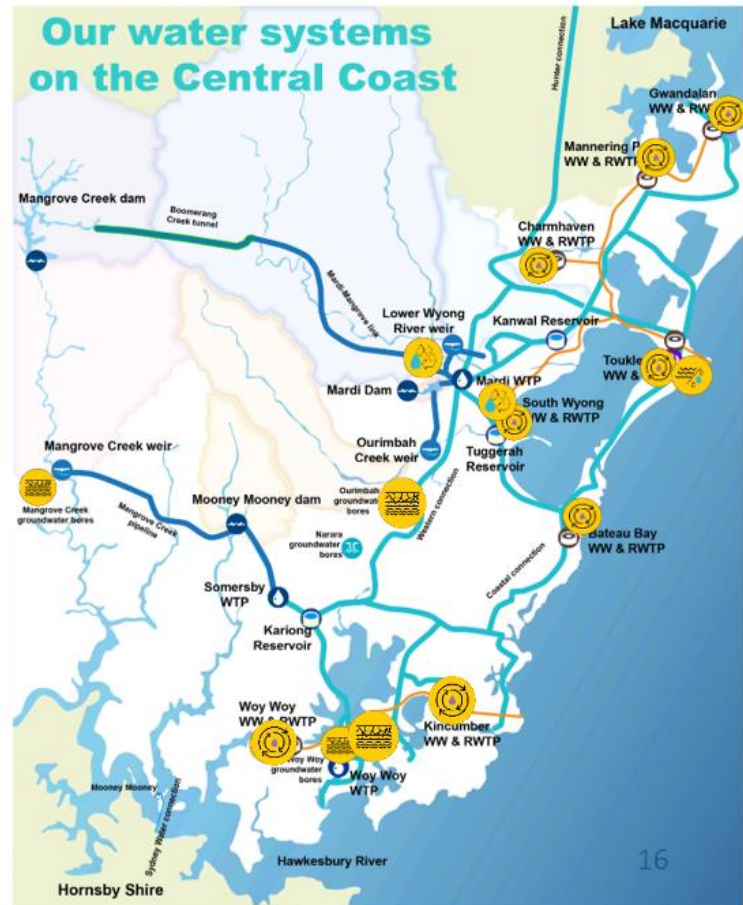 Our water systems
on the Central Coast
Lake Macquarie
Hunter connection
Gwandalan
WW & RWTP
Mannering P
WW & RWTP
Mangrove Creek dam
Boomerang
Creek tunnel
Charmhaven
WW & RWTP
Mardi-Mangrove link
Lower Wyong
River weir
Kanwal Reservoir
Toukle
WW &
Mardi Dam
Mardi WTP
South Wyong
WW & RWTP
Ourimbah
Creek weir
Tuggerah
Reservoir
Mangrove Creek weir
Mangrove Creek
groundwater bores
Mangrove Creek
pipeline
Mooney Mooney dam
Ourimbah
groundwat
bores
Western connection
Narara
groundwater
bores
Bateau Bay
WW & RWTP
Coastal connection
Somersby
WTP
Kariong
Reservoir
Woy Woy
WW & RWTP
Kincumber
WW & RWTP
Woy Woy
groundwater
bores
Woy Woy
WTP
Mooney Mooney
Sydney Water connection
Hawkesbury River
Hornsby Shire
16